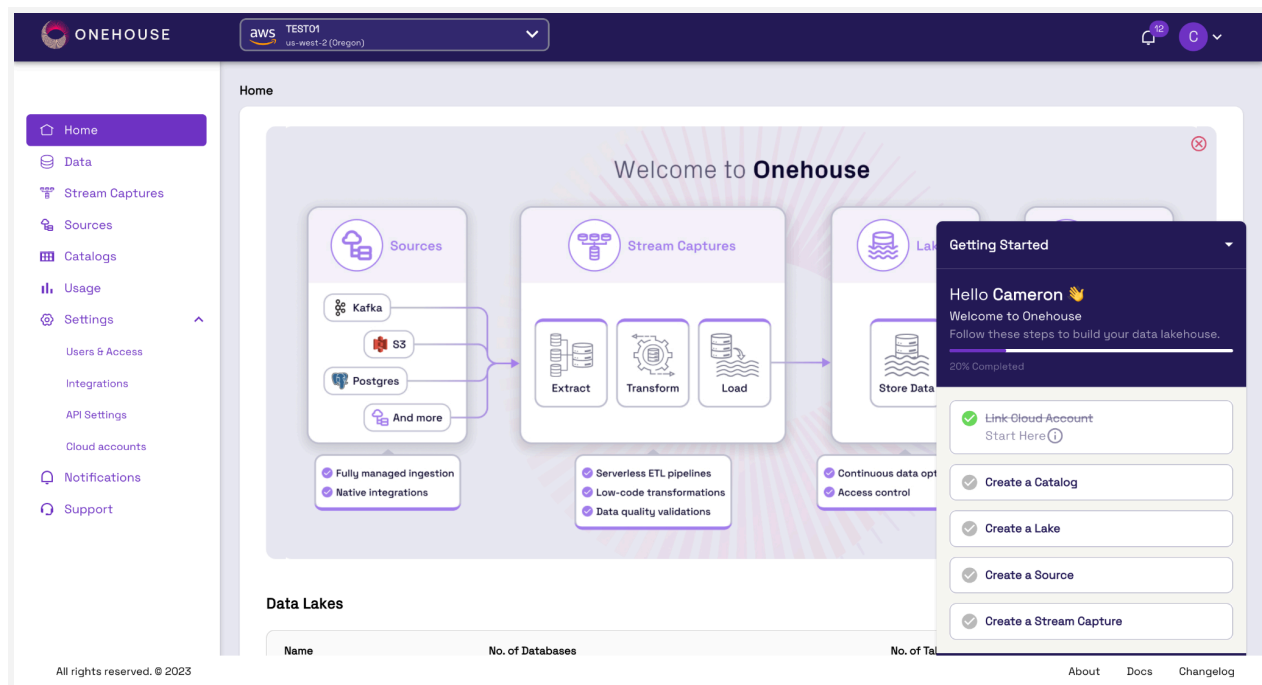 ONEHOUSE
aws
TEST01
us-west-2 (Oregon)
12
C
Home
Data
Stream Captures
Sources
Catalogs
Usage
Settings
Users & Access
Integrations
API Settings
Cloud accounts
Notifications
Support
Home
Welcome to Onehouse
Sources
Kafka
S3
Postgres
And more
Fully managed ingestion
Native integrations
Stream Captures
Extract
Transform
Load
Serverless ETL pipelines
Low-code transformations
Data quality validations
Lak
Store Data
Continuous data opt
Access control
Getting Started
Hello Cameron 👋
Welcome to Onehouse
Follow these steps to build your data lakehouse.
20% Completed
Link Cloud Account
Start Here
Create a Catalog
Create a Lake
Create a Source
Create a Stream Capture
Data Lakes
Name No. of Databases No. of Tal
All rights reserved. © 2023
About Docs Changelog